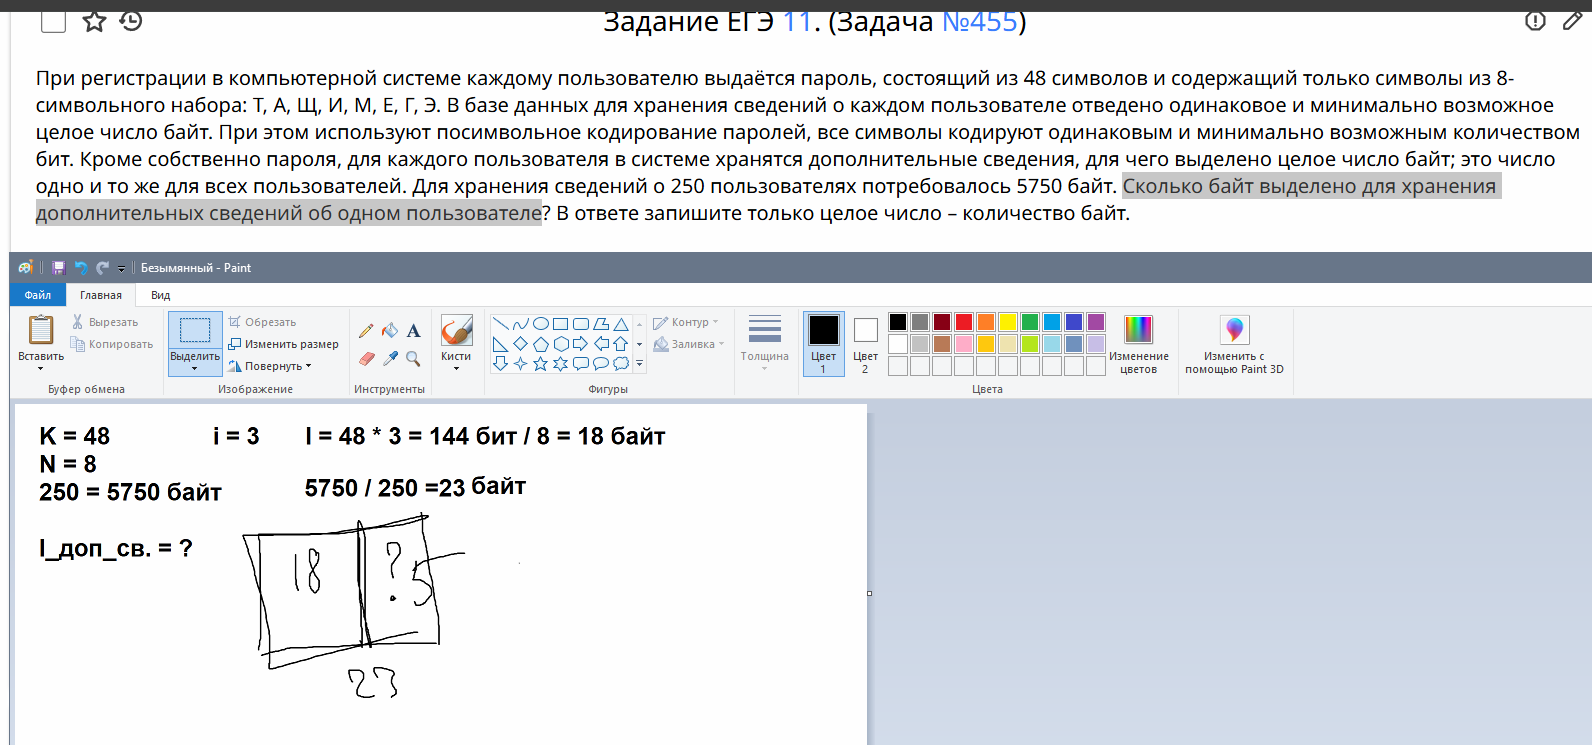 Задание ЕГЭ 11. (Задача №455)
При регистрации в компьютерной системе каждому пользователю выдаётся пароль, состоящий из 48 символов и содержащий только символы из 8-
символьного набора: Т, А, Щ, И, М, Е, Г, Э. В базе данных для хранения сведений о каждом пользователе отведено одинаковое и минимально возможное
целое число байт. При этом используют посимвольное кодирование паролей, все символы кодируют одинаковым и минимально возможным количеством
бит. Кроме собственно пароля, для каждого пользователя в системе хранятся дополнительные сведения, для чего выделено целое число байт; это число
одно и то же для всех пользователей. Для хранения сведений о 250 пользователях потребовалось 5750 байт. Сколько байт выделено для хранения
дополнительных сведений об одном пользователе? В ответе запишите только целое число – количество байт.
Безымянный - Paint
Файл Главная Вид
Вставить
Вырезать
Копировать
Буфер обмена
Выделить
Обрезать
Изменить размер
Повернуть
Изображение
A
Инструменты
Кисти
Контур
Заливка
Фигуры
Толщина
Цвет
1
Цвет
2
Изменение
цветов
Цвета
Изменить с
помощью Paint 3D
K = 48 i = 3 I = 48 * 3 = 144 бит / 8 = 18 байт
N = 8
250 = 5750 байт 5750 / 250 =23 байт
I_доп_св. = ?
18 ? 5
23